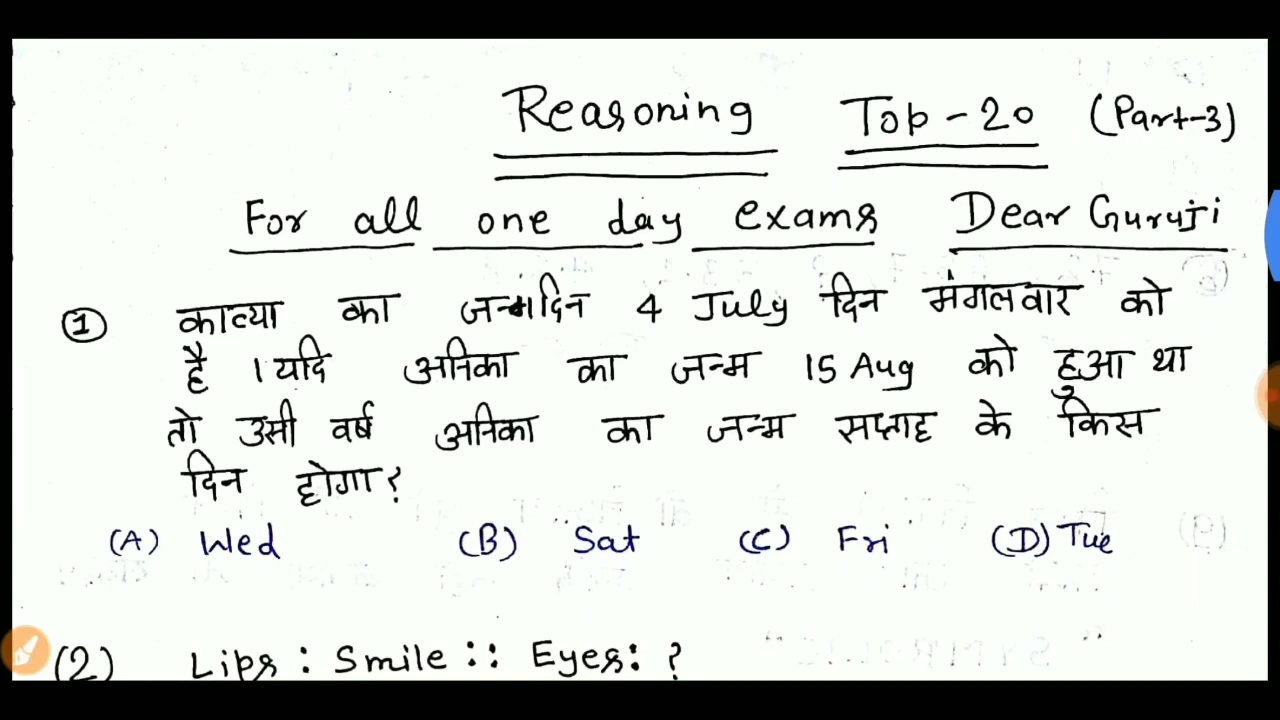 Reasoning Top - 20 (Part-3)
For all one day exams Dear Guruji
(1) काव्या का जन्मदिन 4 July दिन मंगलवार को
है । यदि अनिका का जन्म 15 Aug को हुआ था
तो उसी वर्ष अनिका का जन्म सप्ताह के किस
दिन होगा?
(A) Wed (B) Sat (C) Fri (D) Tue
(2) Lips : Smile :: Eyes: ?